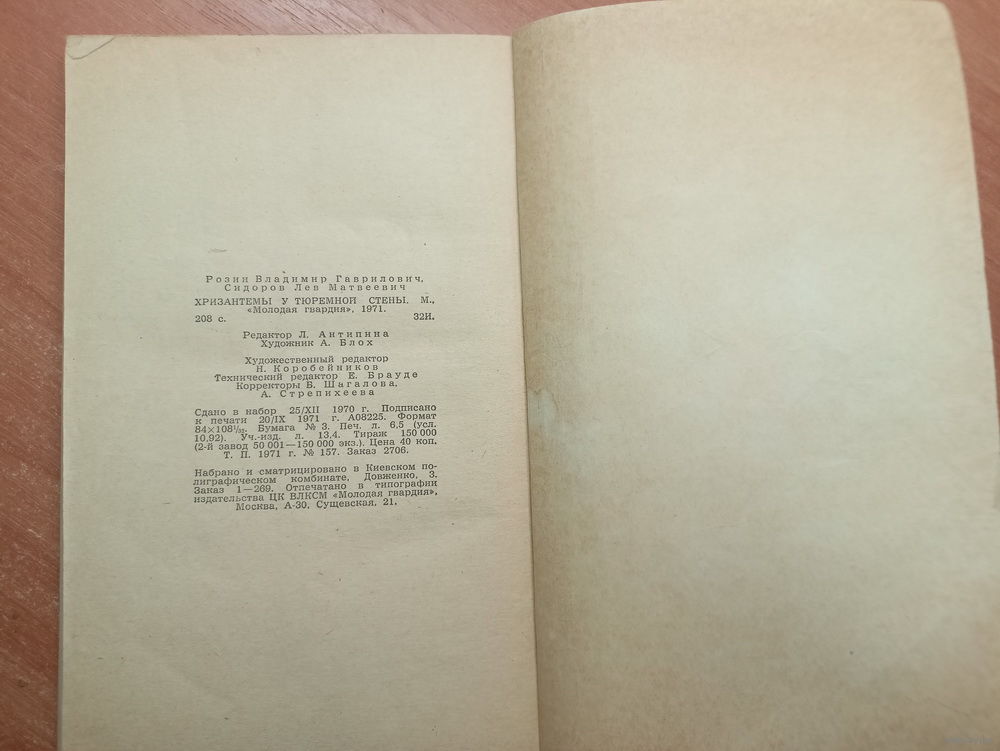 Розин Владимир Гаврилович,
Сидоров Лев Матвеевич
ХРИЗАНТЕМЫ У ТЮРЕМНОЙ СТЕНЫ. М.,
«Молодая гвардия», 1971.
208 с. 32И.
Редактор Л. Антипина
Художник А. Блох
Художественный редактор
Н. Коробейников
Технический редактор Е. Брауде
Корректоры В. Шагалова,
А. Стрепихеева
Сдано в набор 25/XII 1970 г. Подписано
к печати 20/IX 1971 г. А08225. Формат
84×108¹/₃₂. Бумага № 3. Печ. л. 6,5 (усл.
10,92). Уч.-изд. л. 13,4. Тираж 150 000
(2-й завод 50 001—150 000 экз.). Цена 40 коп.
Т. П. 1971 г. № 157. Заказ 2706.
Набрано и сматрицировано в Киевском по-
лиграфическом комбинате, Довженко, 3.
Заказ 1—269. Отпечатано в типографии
издательства ЦК ВЛКСМ «Молодая гвардия»,
Москва, А-30, Сущевская, 21.